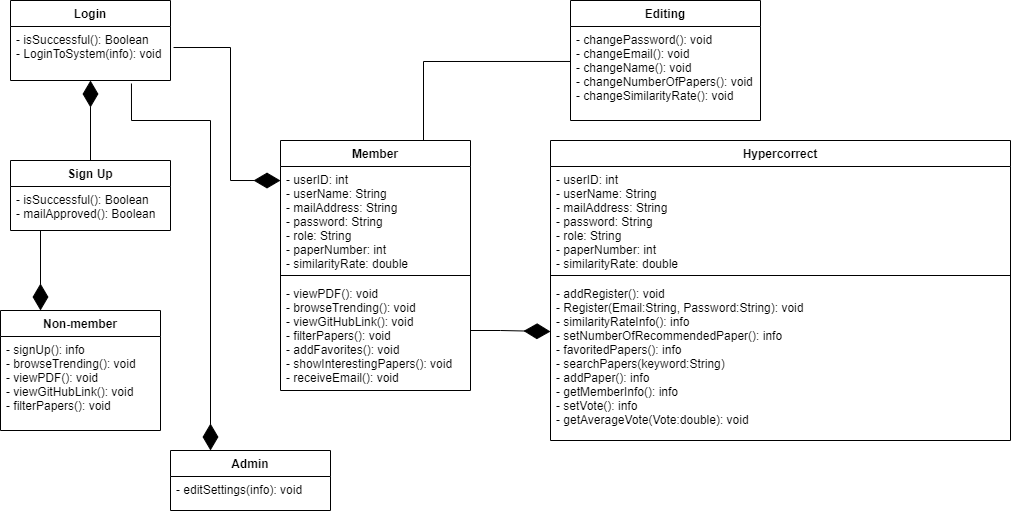 Login
- isSuccessful(): Boolean
- LoginToSystem(info): void
Editing
- changePassword(): void
- changeEmail(): void
- changeName(): void
- changeNumberOfPapers(): void
- changeSimilarityRate(): void
Sign Up
- isSuccessful(): Boolean
- mailApproved(): Boolean
Member
- userID: int
- userName: String
- mailAddress: String
- password: String
- role: String
- paperNumber: int
- similarityRate: double
- viewPDF(): void
- browseTrending(): void
- viewGitHubLink(): void
- filterPapers(): void
- addFavorites(): void
- showInterestingPapers(): void
- receiveEmail(): void
Hypercorrect
- userID: int
- userName: String
- mailAddress: String
- password: String
- role: String
- paperNumber: int
- similarityRate: double
- addRegister(): void
- Register(Email:String, Password:String): void
- similarityRateInfo(): info
- setNumberOfRecommendedPaper(): info
- favoritedPapers(): info
- searchPapers(keyword:String)
- addPaper(): info
- getMemberInfo(): info
- setVote(): info
- getAverageVote(Vote:double): void
Non-member
- signUp(): info
- browseTrending(): void
- viewPDF(): void
- viewGitHubLink(): void
- filterPapers(): void
Admin
- editSettings(info): void